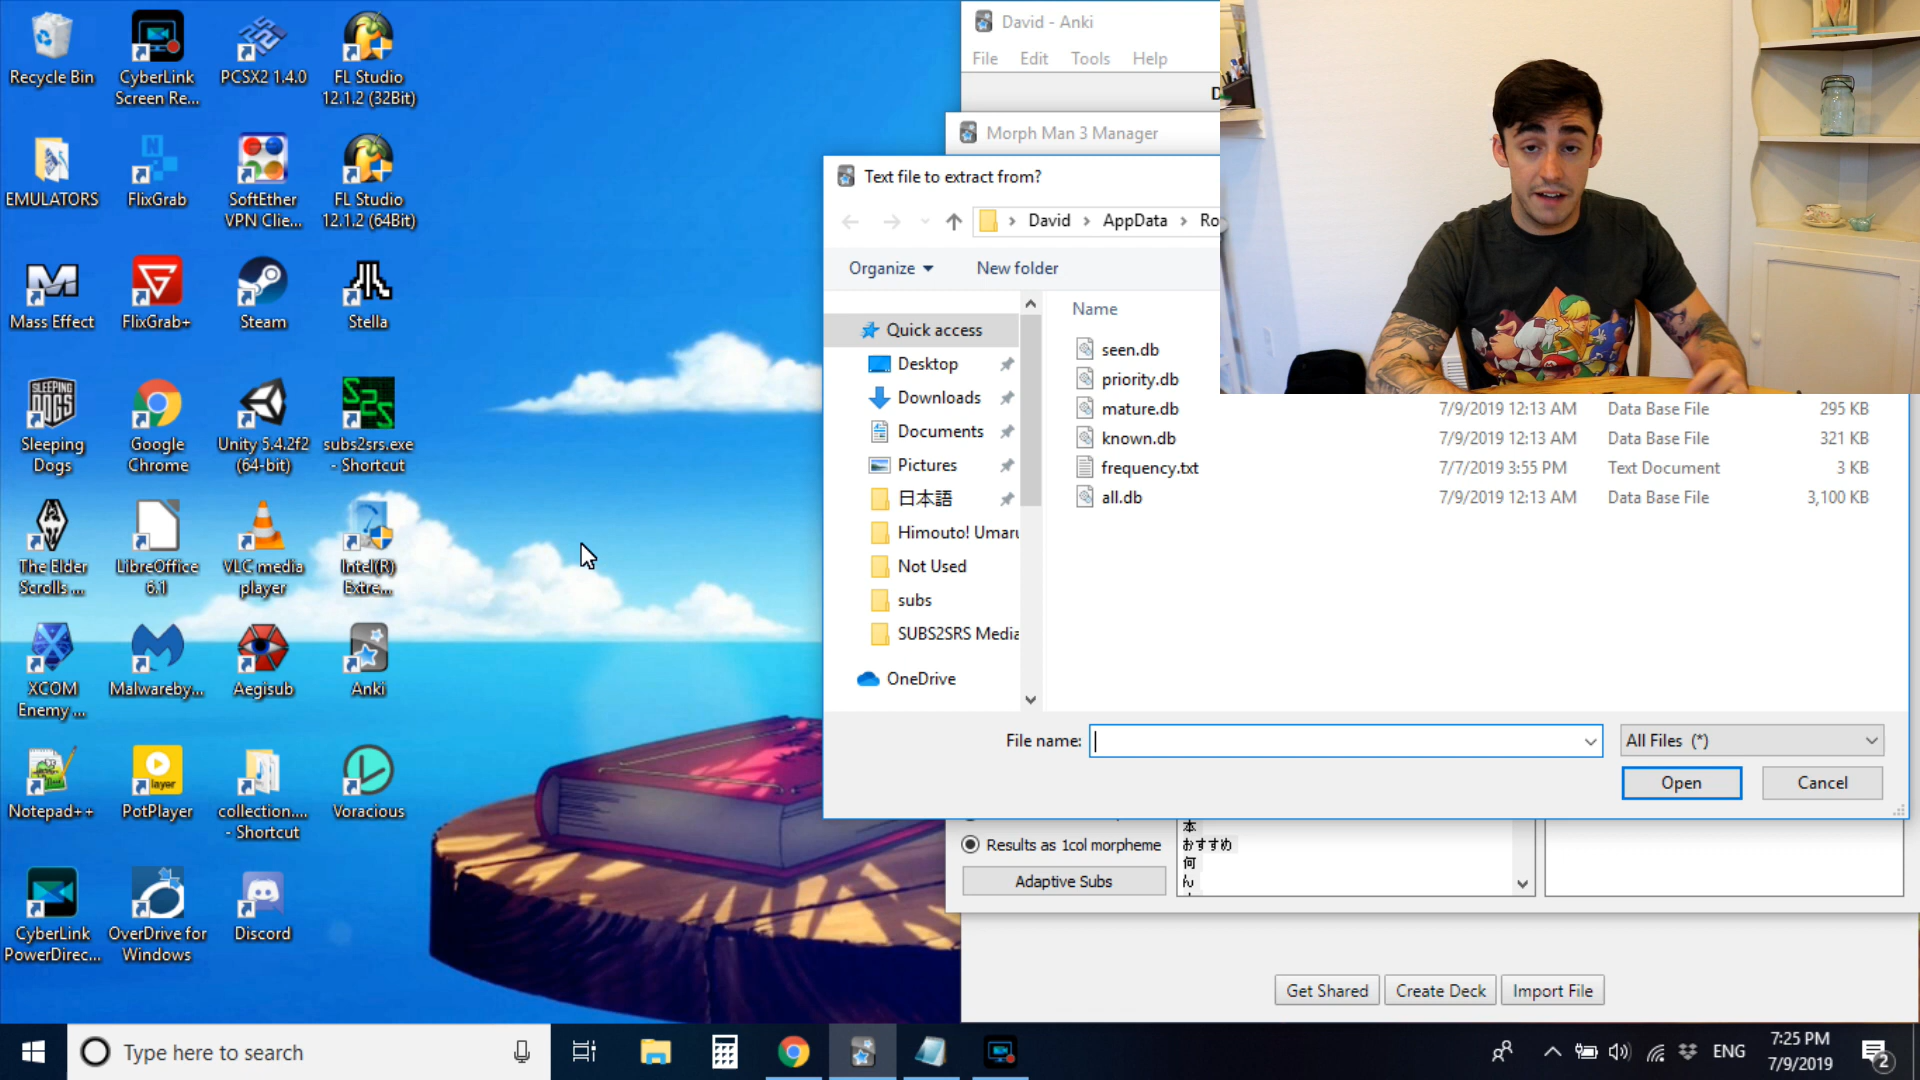 Recycle Bin
CyberLink
Screen Re...
PCSX2 1.4.0
FL Studio
12.1.2 (32Bit)
EMULATORS
FlixGrab
SoftEther
VPN Clie...
FL Studio
12.1.2 (64Bit)
Mass Effect
FlixGrab+
Steam
Stella
SLEEPING
DOGS
Sleeping
Dogs
Google
Chrome
Unity 5.4.2f2
(64-bit)
S2S
subs2srs.exe
- Shortcut
The Elder
Scrolls ...
LibreOffice
6.1
VLC media
player
Intel(R)
Extre...
XCOM
Enemy ...
Malwareby...
Aegisub
Anki
Notepad++
layer
PotPlayer
collection....
- Shortcut
Voracious
CyberLink
PowerDirec...
OverDrive for
Windows
Discord
David - Anki
File Edit Tools Help
D
Morph Man 3 Manager
Text file to extract from?
David AppData Ro
Organize New folder
Quick access
Desktop
Downloads
Documents
Pictures
日本語
Himouto! Umaru
Not Used
subs
SUBS2SRS Media
OneDrive
Name
seen.db
priority.db
mature.db 7/9/2019 12:13 AM Data Base File 295 KB
known.db 7/9/2019 12:13 AM Data Base File 321 KB
frequency.txt 7/7/2019 3:55 PM Text Document 3 KB
all.db 7/9/2019 12:13 AM Data Base File 3,100 KB
File name: All Files (*)
Open Cancel
Results as 1col morpheme
Adaptive Subs
本
おすすめ
何
ん
Get Shared Create Deck Import File
Type here to search
ENG
7:25 PM
7/9/2019
2